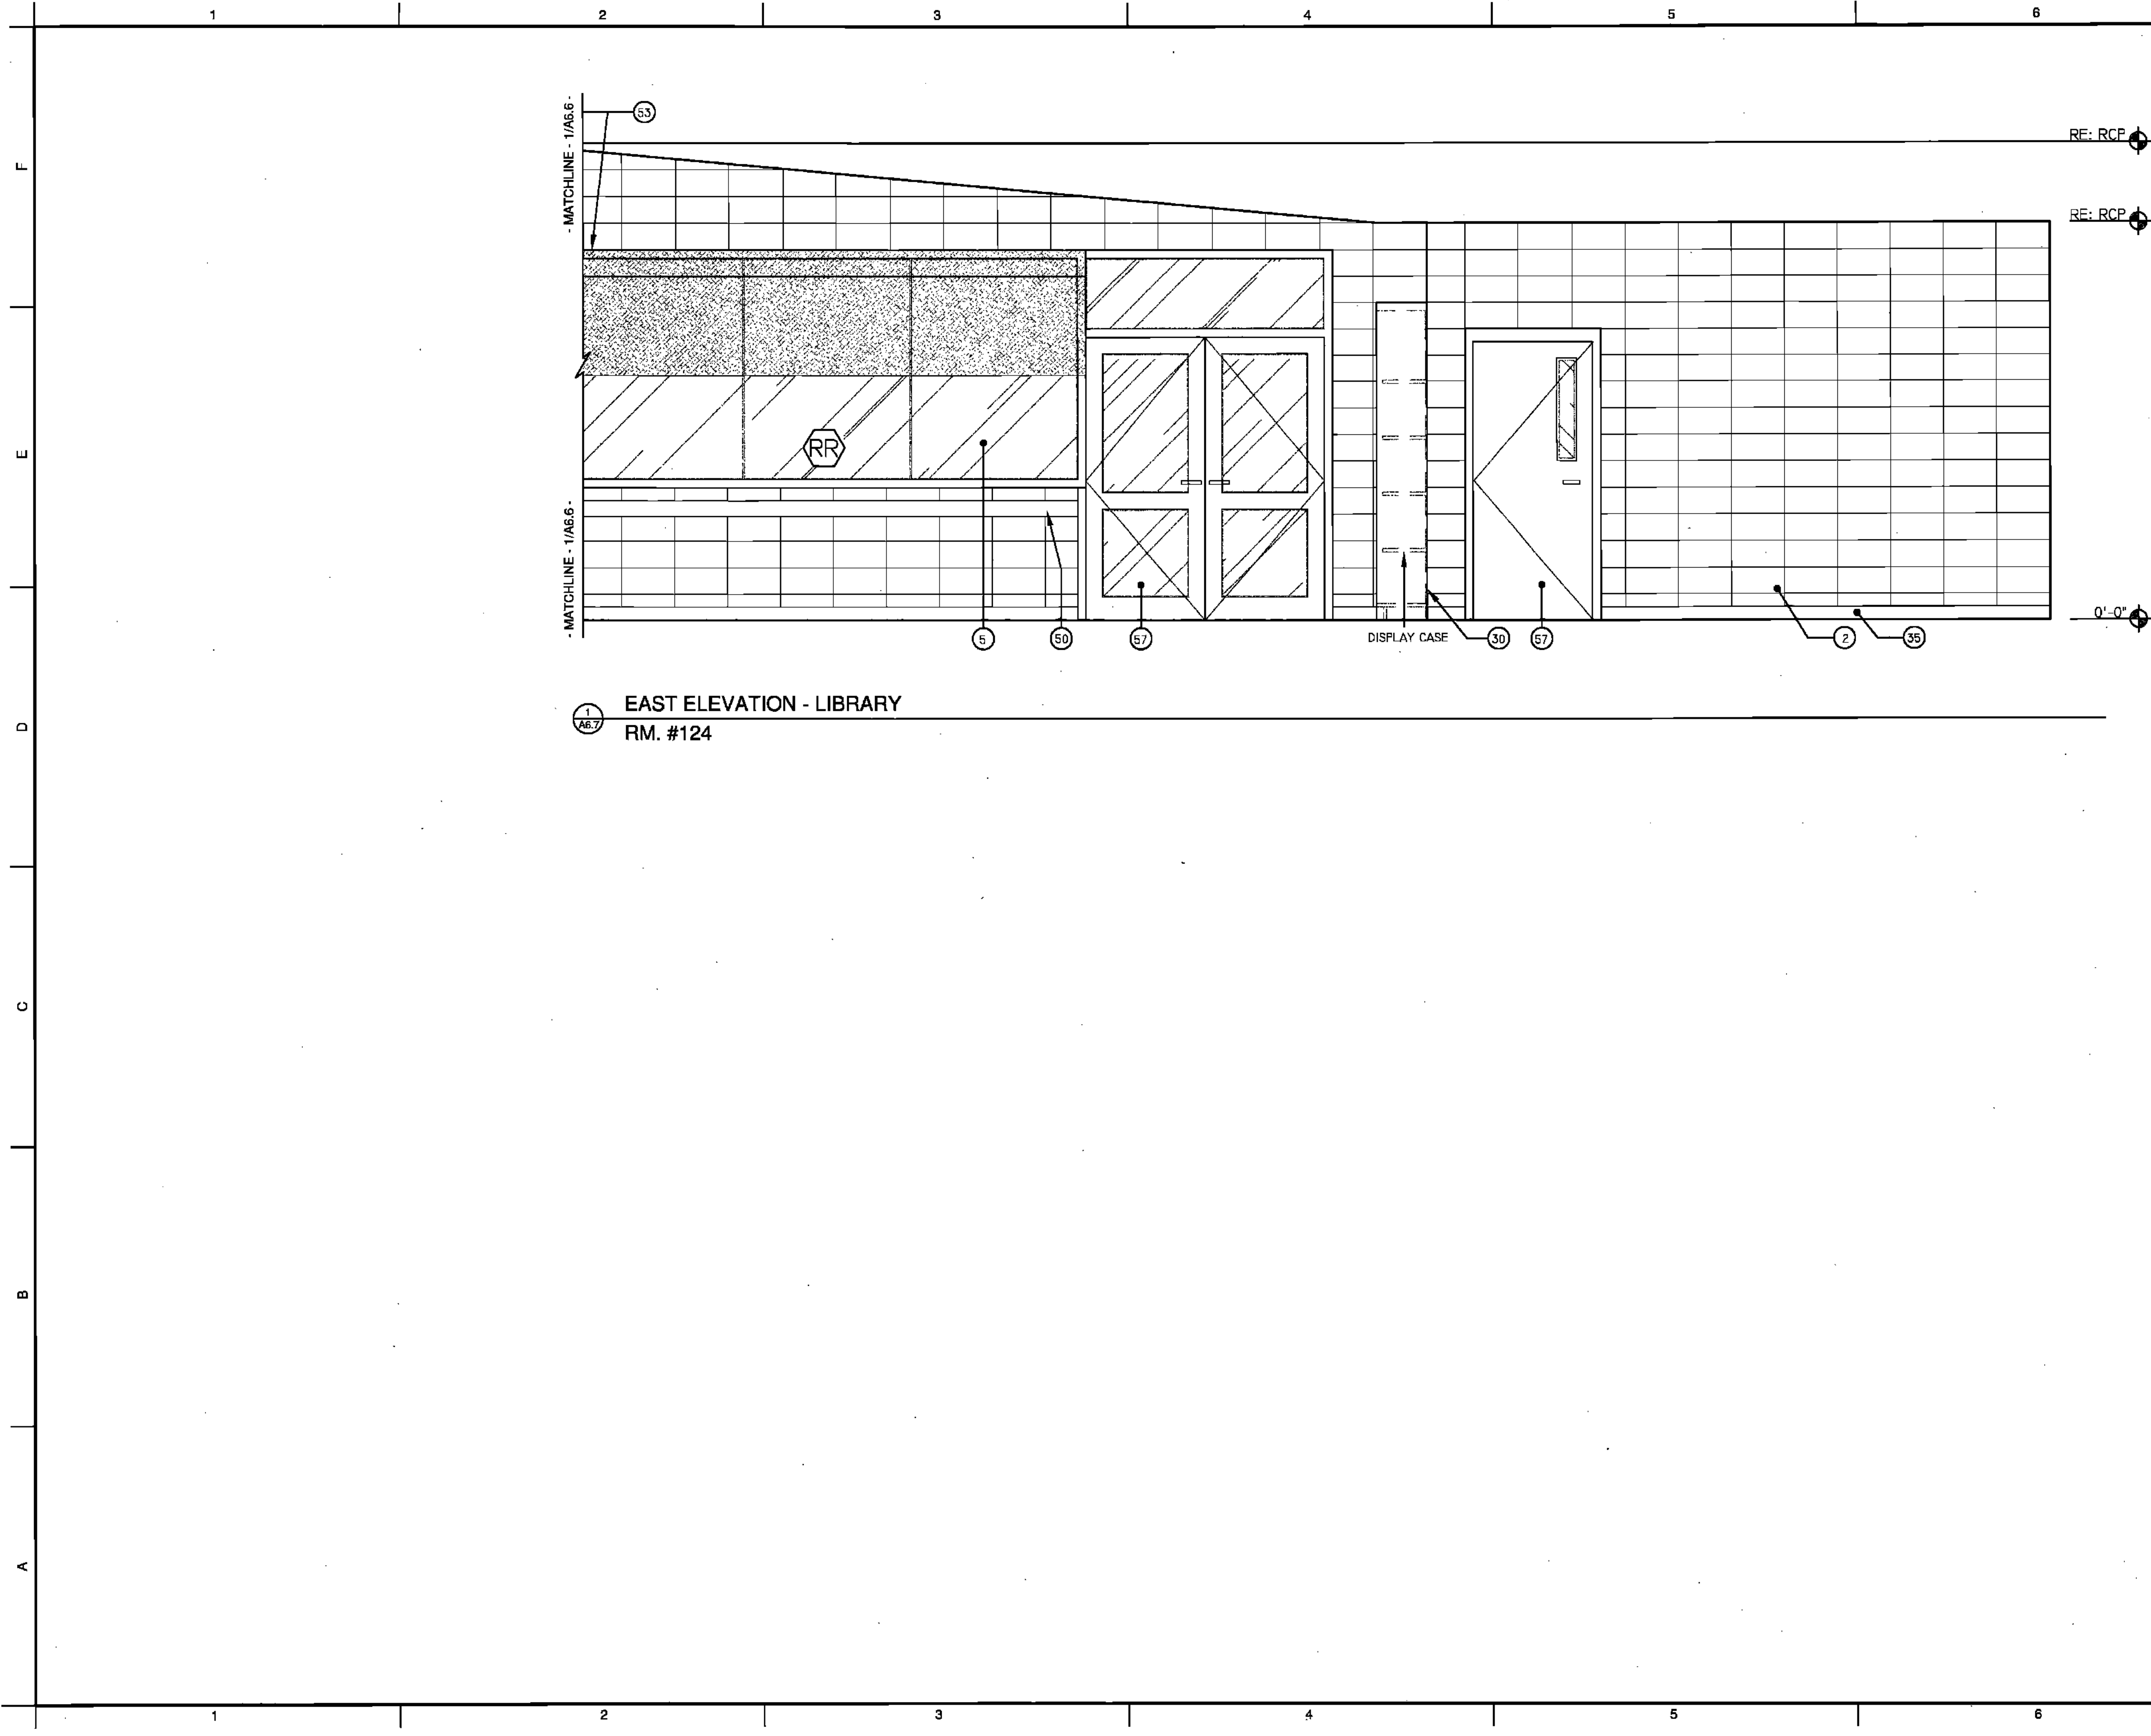 1 2 3 4 5 6
- MATCHLINE - 1/A6.6 -
53
RE: RCP
F
RE: RCP
RR
E
- MATCHLINE - 1/A6.6 -
0'-0"
5 50 57 DISPLAY CASE 30 57 2 35
1
A6.7
EAST ELEVATION - LIBRARY
RM. #124
D
C
B
A
1 2 3 4 5 6